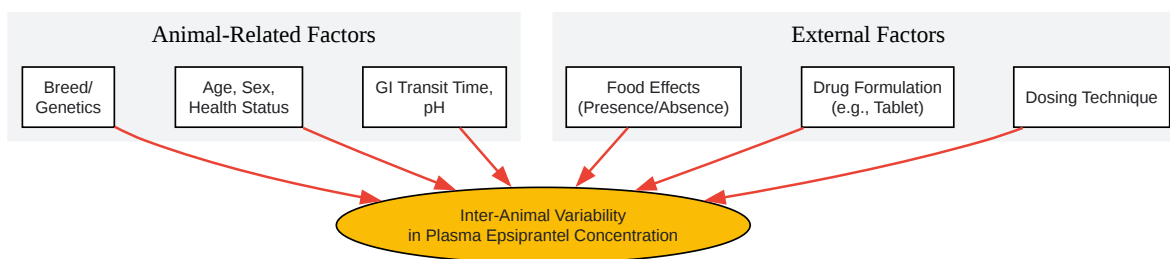 Animal-Related Factors
Breed/
Genetics
Age, Sex,
Health Status
GI Transit Time,
pH
External Factors
Food Effects
(Presence/Absence)
Drug Formulation
(e.g., Tablet)
Dosing Technique
Inter-Animal Variability
in Plasma Epsiprantel Concentration